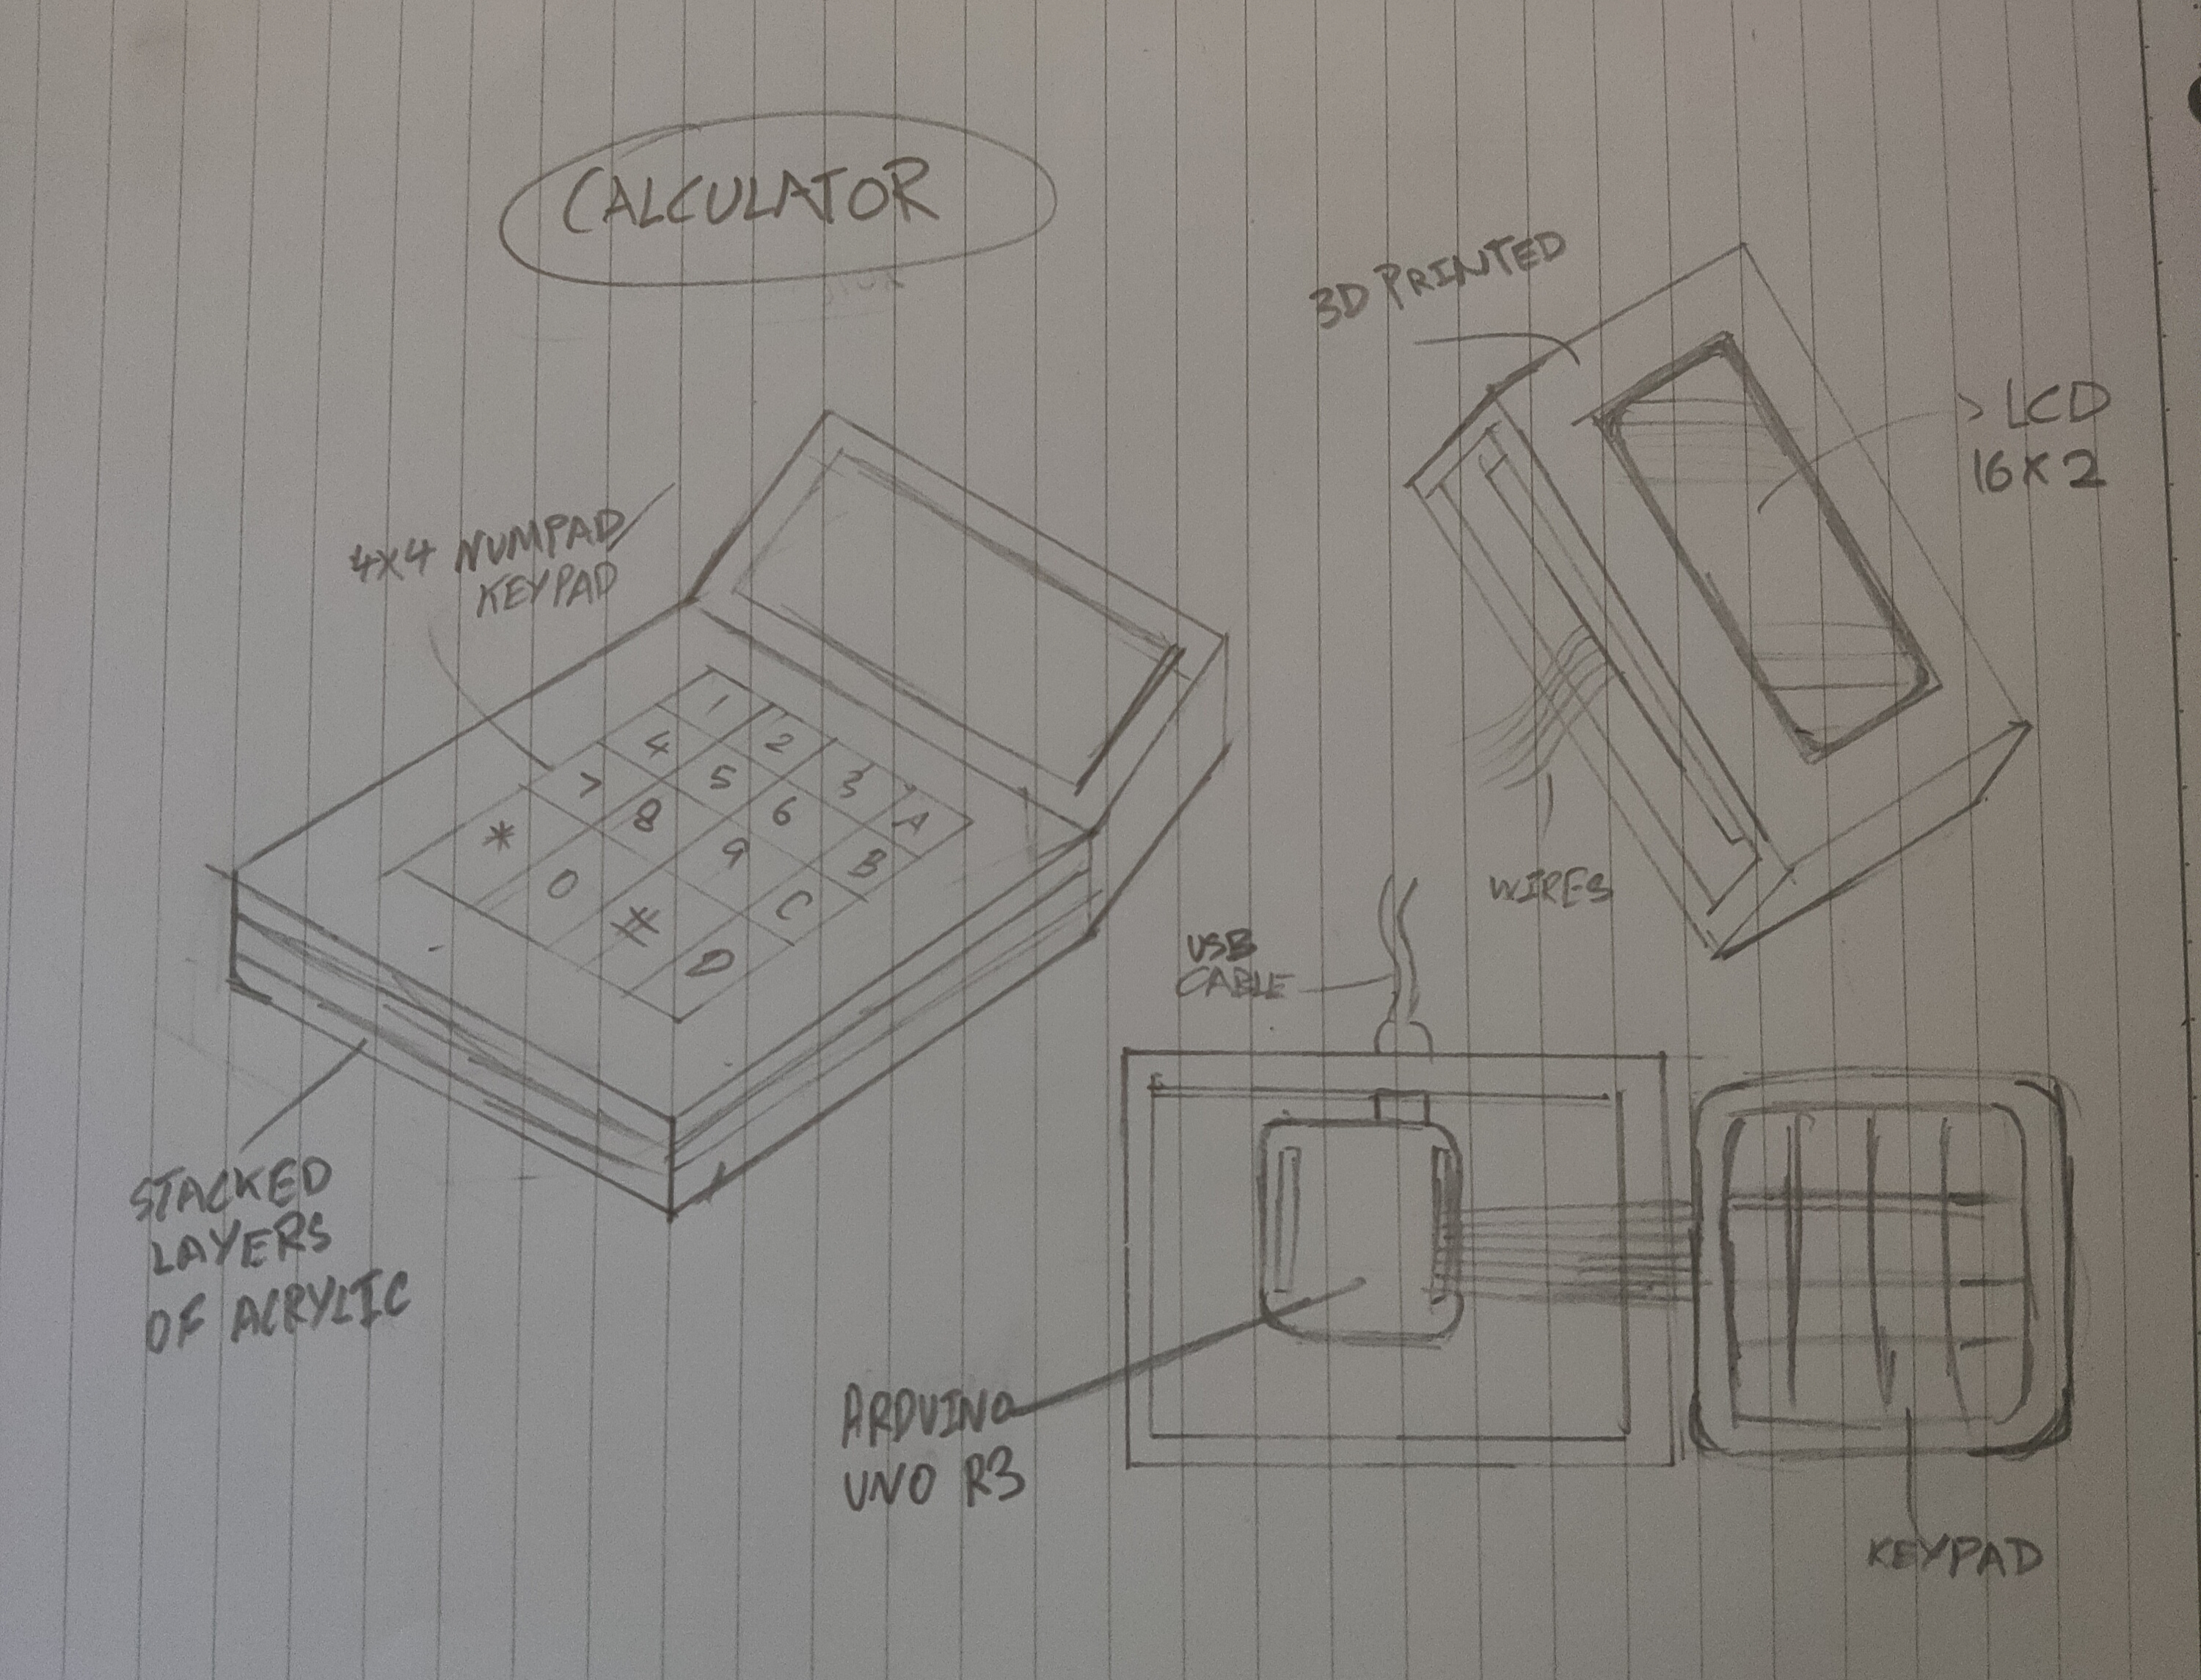 CALCULATOR
3D PRINTED
LCD
16X2
4X4 NUMPAD
KEYPAD
1 2 3 A
4 5 6 B
> 8 9 C
* 0 # D
WIRES
USB
CABLE
STACKED
LAYERS
OF ACRYLIC
ARDUINO
UNO R3
KEYPAD